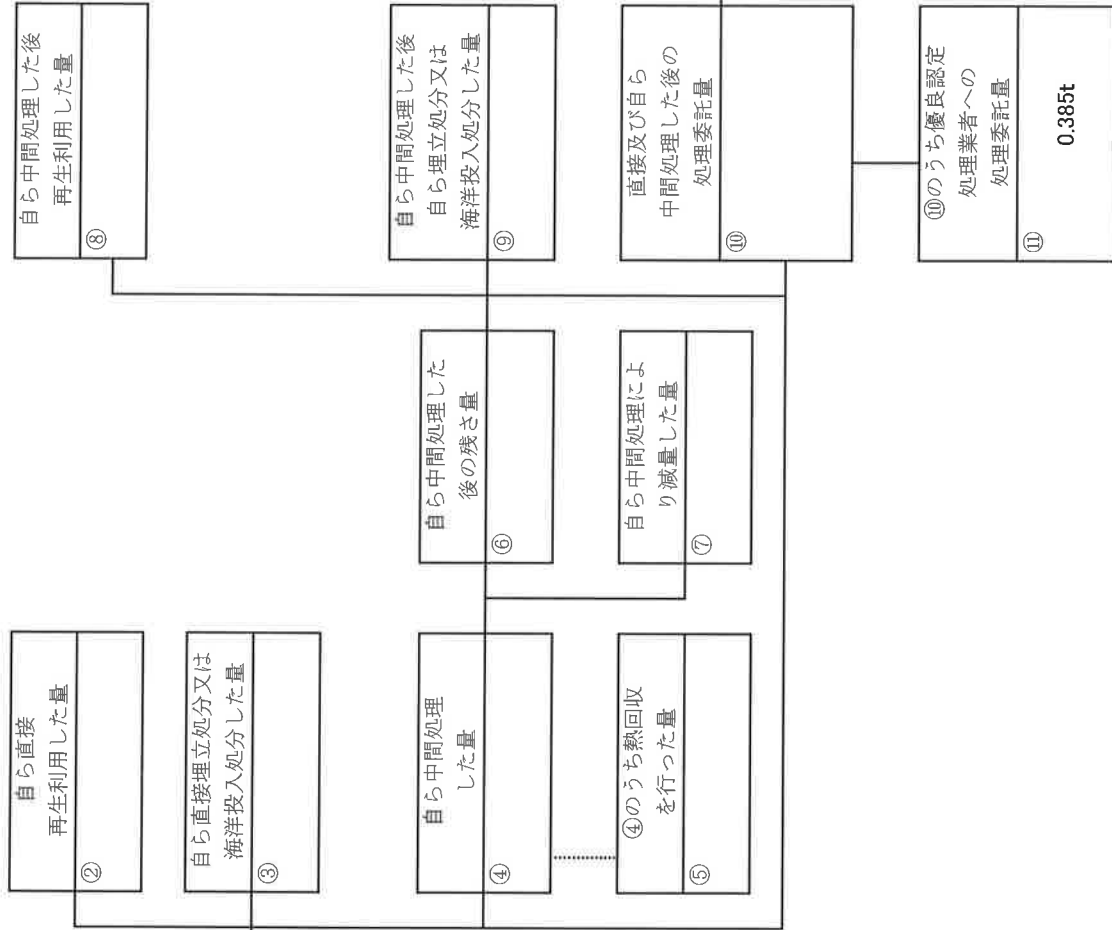 自ら直接
再生利用した量
②
自ら直接埋立処分又は
海洋投入処分した量
③
自ら中間処理
した量
④
④のうち熱回収
を行った量
⑤
自ら中間処理した
後の残さ量
⑥
自ら中間処理によ
り減量した量
⑦
自ら中間処理した後
再生利用した量
⑧
自ら中間処理した後
自ら埋立処分又は
海洋投入処分した量
⑨
直接及び自ら
中間処理した後の
処理委託量
⑩
⑩のうち優良認定
処理業者への
処理委託量
⑪
0.385t